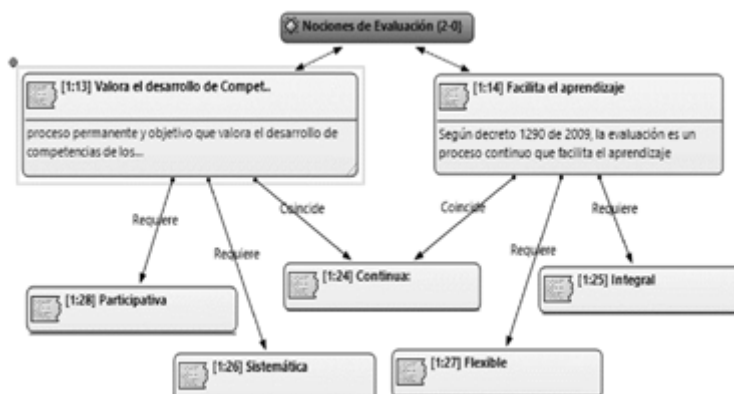 Nociones de Evaluación {2-0}
[1:13] Valora el desarrollo de Compet..
proceso permanente y objetivo que valora el desarrollo de
competencias de los...
[1:14] Facilita el aprendizaje
Según decreto 1290 de 2009, la evaluación es un
proceso continuo que facilita el aprendizaje
Requiere
Requiere
Coincide
Coincide
Requiere
Requiere
[1:28] Participativa
[1:24] Continua:
[1:25] Integral
[1:26] Sistemática
[1:27] Flexible